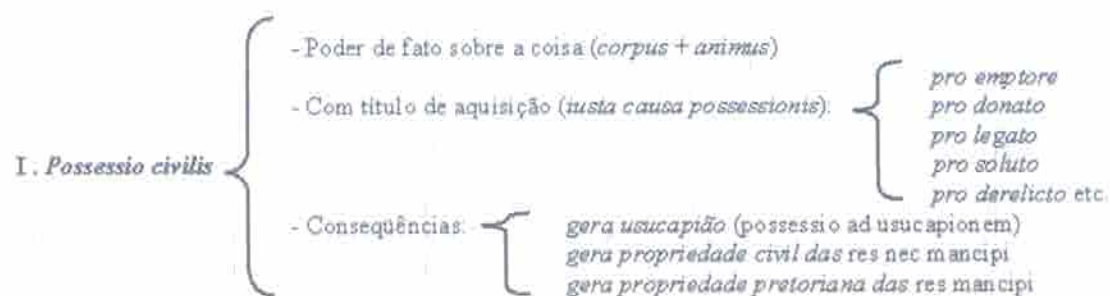 - Poder de fato sobre a coisa (corpus + animus)
- Com título de aquisição (iusta causa possessionis):
pro emptore
pro donato
pro legato
pro soluto
pro derelicto etc.
I. Possessio civilis
- Conseqüências:
gera usucapião (possessio ad usucapionem)
gera propriedade civil das res nec mancipi
gera propriedade pretoriana das res mancipi